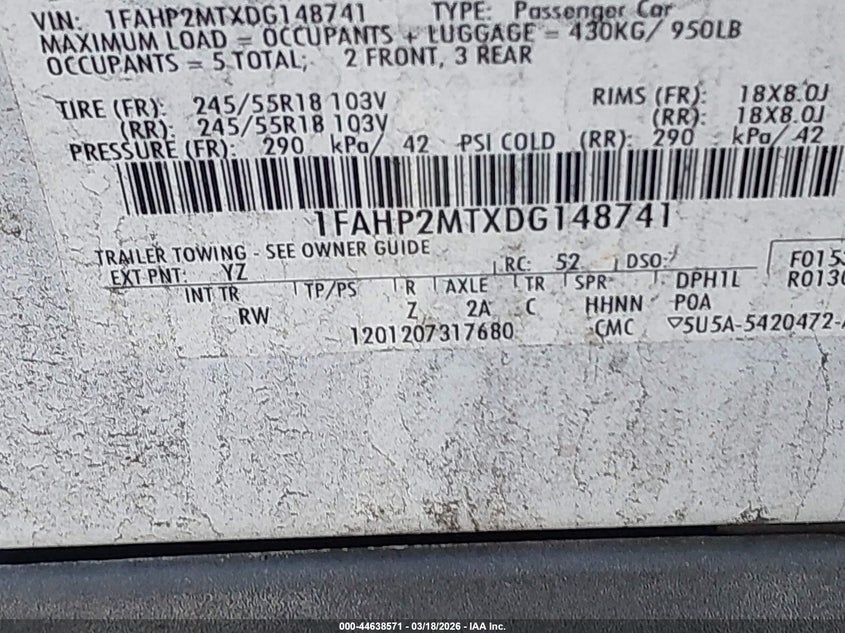 VIN: 1FAHP2MTXDG148741 TYPE: Passenger Car
MAXIMUM LOAD = OCCUPANTS + LUGGAGE = 430KG/ 950LB
OCCUPANTS = 5 TOTAL; 2 FRONT, 3 REAR
TIRE (FR): 245/55R18 103V RIMS (FR): 18X8.0J
(RR): 245/55R18 103V (RR): 18X8.0J
PRESSURE (FR): 290 kPa/ 42 PSI COLD (RR): 290 kPa/ 42
1FAHP2MTXDG148741
TRAILER TOWING - SEE OWNER GUIDE
EXT PNT: YZ RC: 52 DSO:
INT TR TP/PS R AXLE TR SPR DPH1L
RW Z 2A C HHNN POA
1201207317680 CMC ▽5U5A-5420472-
R0130
000-44638571 — 03/18/2026 — IAA Inc.